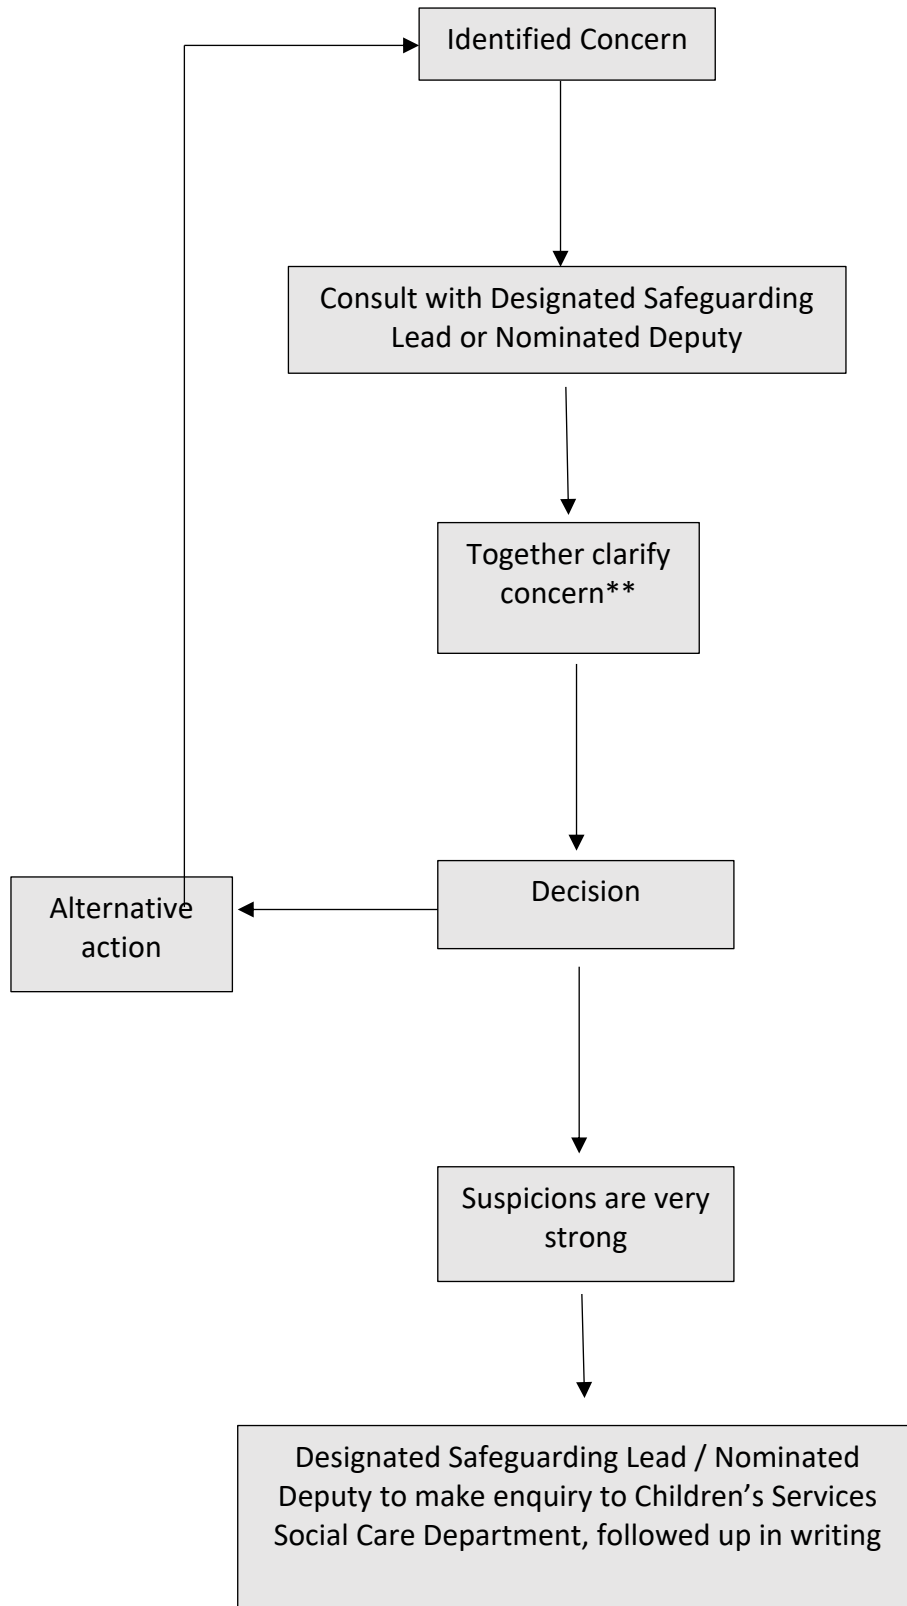 Identified Concern
Consult with Designated Safeguarding
Lead or Nominated Deputy
Together clarify
concern**
Decision
Alternative
action
Suspicions are very
strong
Designated Safeguarding Lead / Nominated
Deputy to make enquiry to Children’s Services
Social Care Department, followed up in writing